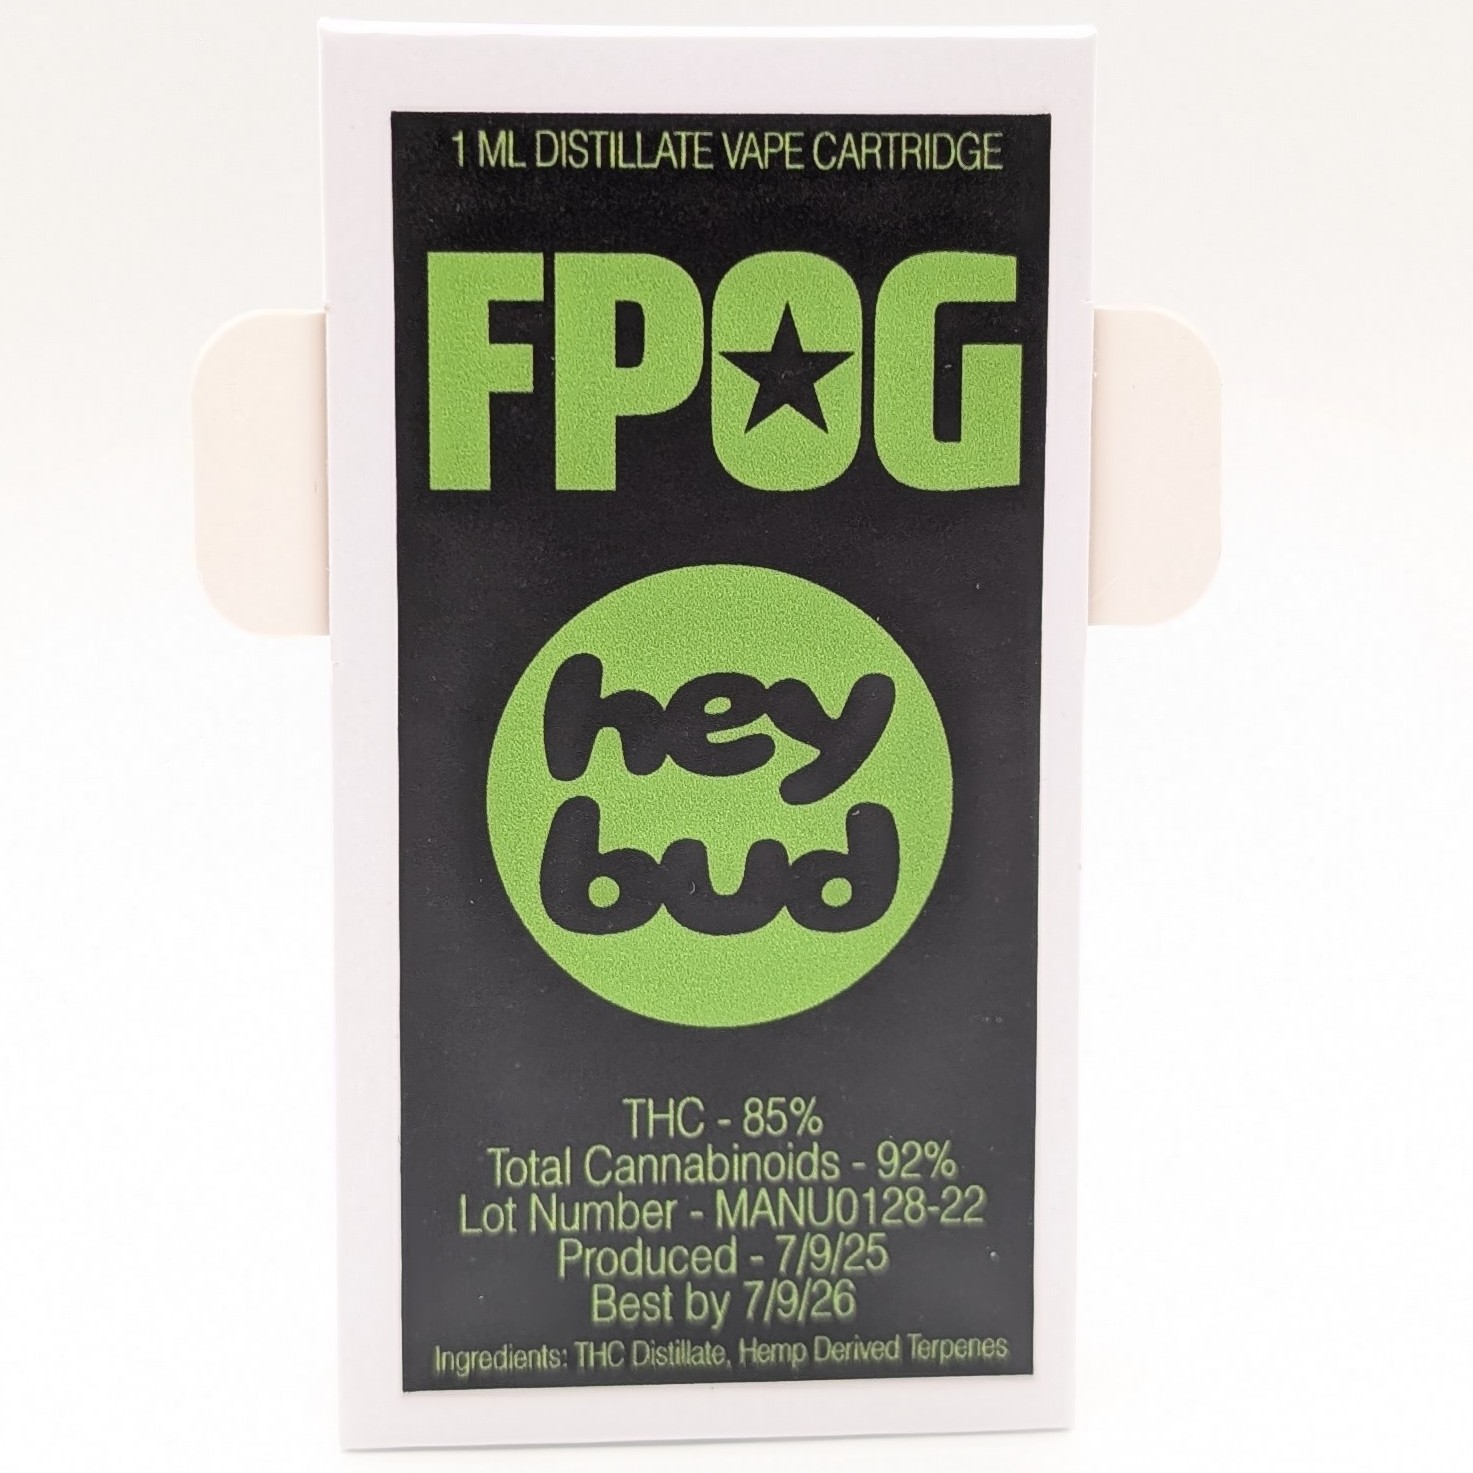 1 ML DISTILLATE VAPE CARTRIDGE
FPOG
hey
bud
THC - 85%
Total Cannabinoids - 92%
Lot Number - MANU0128-22
Produced - 7/9/25
Best by 7/9/26
Ingredients: THC Distillate, Hemp Derived Terpenes